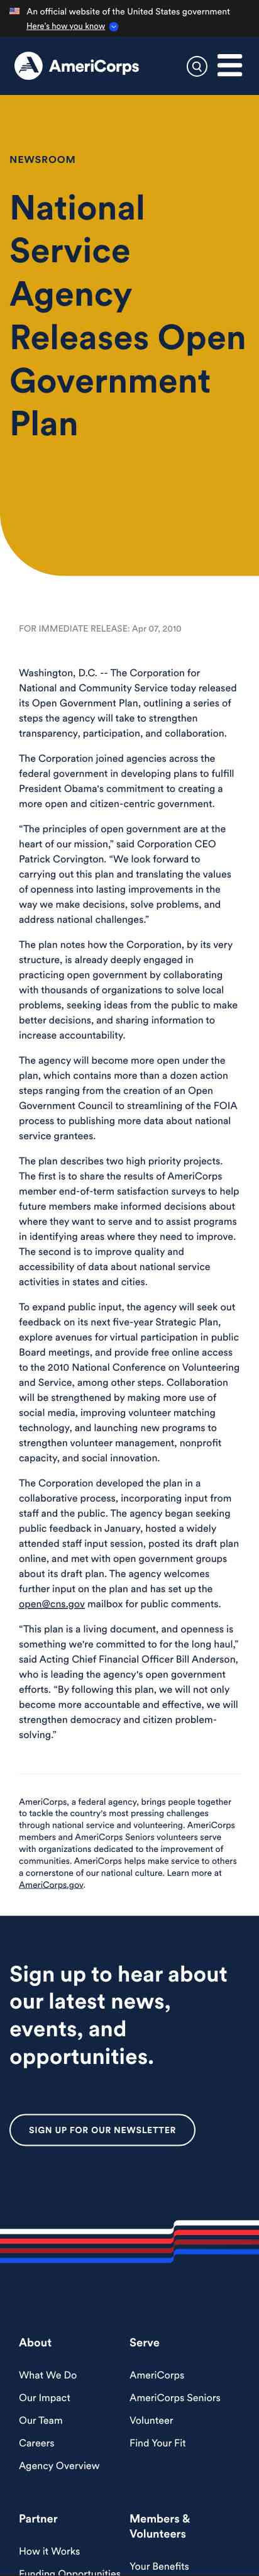 An official website of the United States government
Here's how you know
AmeriCorps
NEWSROOM
National
Service
Agency
Releases Open
Government
Plan
FOR IMMEDIATE RELEASE: Apr 07, 2010
Washington, D.C. -- The Corporation for
National and Community Service today released
its Open Government Plan, outlining a series of
steps the agency will take to strengthen
transparency, participation, and collaboration.
The Corporation joined agencies across the
federal government in developing plans to fulfill
President Obama's commitment to creating a
more open and citizen-centric government.
"The principles of open government are at the
heart of our mission,” said Corporation CEO
Patrick Corvington. “We look forward to
carrying out this plan and translating the values
of openness into lasting improvements in the
way we make decisions, solve problems, and
address national challenges.”
The plan notes how the Corporation, by its very
structure, is already deeply engaged in
practicing open government by collaborating
with thousands of organizations to solve local
problems, seeking ideas from the public to make
better decisions, and sharing information to
increase accountability.
The agency will become more open under the
plan, which contains more than a dozen action
steps ranging from the creation of an Open
Government Council to streamlining of the FOIA
process to publishing more data about national
service grantees.
The plan describes two high priority projects.
The first is to share the results of AmeriCorps
member end-of-term satisfaction surveys to help
future members make informed decisions about
where they want to serve and to assist programs
in identifying areas where they need to improve.
The second is to improve quality and
accessibility of data about national service
activities in states and cities.
To expand public input, the agency will seek out
feedback on its next five-year Strategic Plan,
explore avenues for virtual participation in public
Board meetings, and provide free online access
to the 2010 National Conference on Volunteering
and Service, among other steps. Collaboration
will be strengthened by making more use of
social media, improving volunteer matching
technology, and launching new programs to
strengthen volunteer management, nonprofit
capacity, and social innovation.
The Corporation developed the plan in a
collaborative process, incorporating input from
staff and the public. The agency began seeking
public feedback in January, hosted a widely
attended staff input session, posted its draft plan
online, and met with open government groups
about its draft plan. The agency welcomes
further input on the plan and has set up the
open@cns.gov mailbox for public comments.
“This plan is a living document, and openness is
something we're committed to for the long haul,”
said Acting Chief Financial Officer Bill Anderson,
who is leading the agency's open government
efforts. “By following this plan, we will not only
become more accountable and effective, we will
strengthen democracy and citizen problem-
solving.”
AmeriCorps, a federal agency, brings people together
to tackle the country's most pressing challenges
through national service and volunteering. AmeriCorps
members and AmeriCorps Seniors volunteers serve
with organizations dedicated to the improvement of
communities. AmeriCorps helps make service to others
a cornerstone of our national culture. Learn more at
AmeriCorps.gov.
Sign up to hear about
our latest news,
events, and
opportunities.
SIGN UP FOR OUR NEWSLETTER
About
What We Do
Our Impact
Our Team
Careers
Agency Overview
Serve
AmeriCorps
AmeriCorps Seniors
Volunteer
Find Your Fit
Partner
How it Works
Funding Opportunities
Members &
Volunteers
Your Benefits